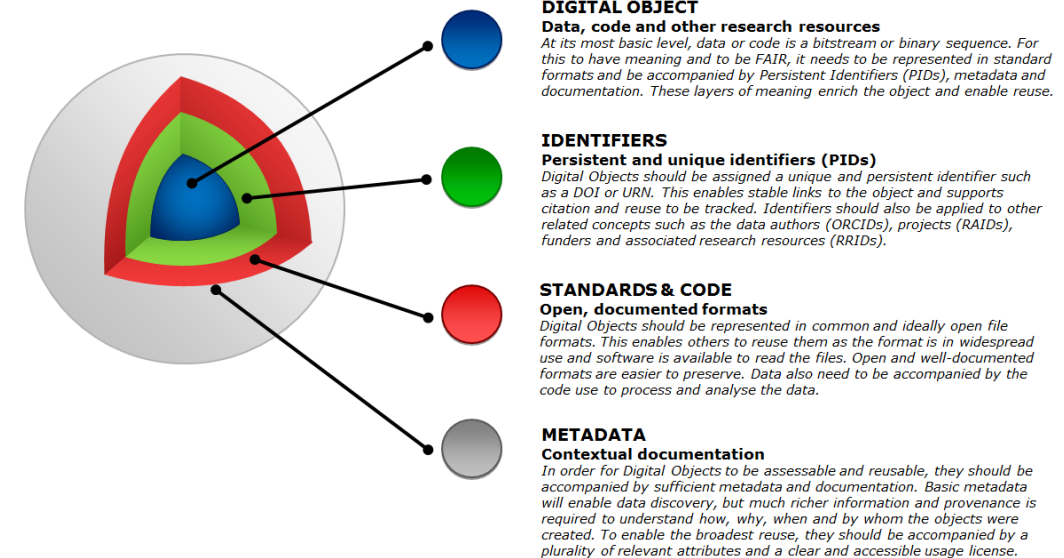 DIGITAL OBJECT
Data, code and other research resources
At its most basic level, data or code is a bitstream or binary sequence. For
this to have meaning and to be FAIR, it needs to be represented in standard
formats and be accompanied by Persistent Identifiers (PIDs), metadata and
documentation. These layers of meaning enrich the object and enable reuse.
IDENTIFIERS
Persistent and unique identifiers (PIDs)
Digital Objects should be assigned a unique and persistent identifier such
as a DOI or URN. This enables stable links to the object and supports
citation and reuse to be tracked. Identifiers should also be applied to other
related concepts such as the data authors (ORCIDs), projects (RAIDs),
funders and associated research resources (RRIDs).
STANDARDS & CODE
Open, documented formats
Digital Objects should be represented in common and ideally open file
formats. This enables others to reuse them as the format is in widespread
use and software is available to read the files. Open and well-documented
formats are easier to preserve. Data also need to be accompanied by the
code use to process and analyse the data.
METADATA
Contextual documentation
In order for Digital Objects to be assessable and reusable, they should be
accompanied by sufficient metadata and documentation. Basic metadata
will enable data discovery, but much richer information and provenance is
required to understand how, why, when and by whom the objects were
created. To enable the broadest reuse, they should be accompanied by a
plurality of relevant attributes and a clear and accessible usage license.